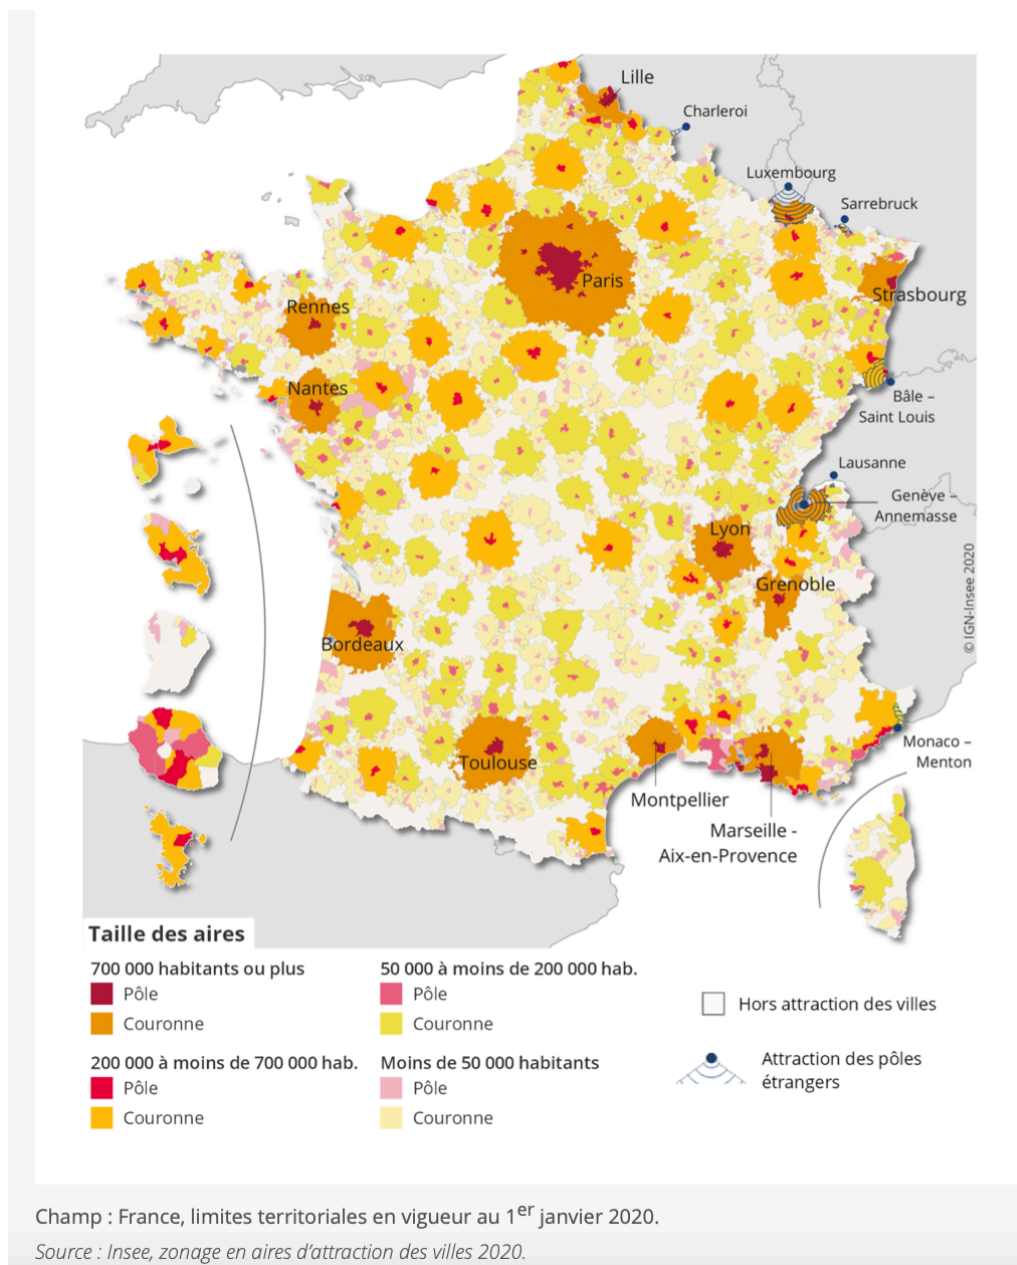 Lille
Charleroi
Luxembourg
Sarrebruck
Paris
Strasbourg
Rennes
Nantes
Bâle –
Saint Louis
Lausanne
Genève –
Annemasse
Lyon
Grenoble
© IGN-Insee 2020
Bordeaux
Toulouse
Monaco –
Menton
Montpellier
Marseille -
Aix-en-Provence
Taille des aires
700 000 habitants ou plus
Pôle
Couronne
200 000 à moins de 700 000 hab.
Pôle
Couronne
50 000 à moins de 200 000 hab.
Pôle
Couronne
Moins de 50 000 habitants
Pôle
Couronne
Hors attraction des villes
Attraction des pôles
étrangers
Champ : France, limites territoriales en vigueur au 1er janvier 2020.
Source : Insee, zonage en aires d’attraction des villes 2020.